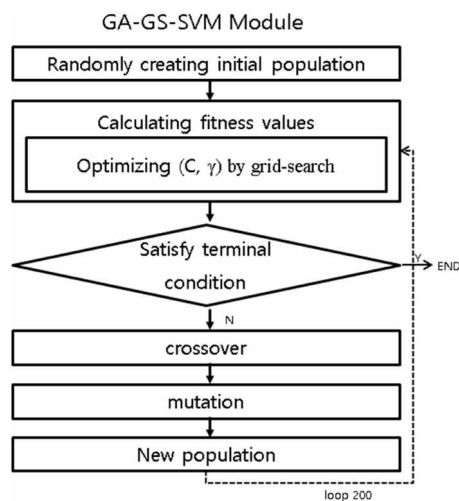 GA-GS-SVM Module
Randomly creating initial population
Calculating fitness values
Optimizing (C, γ) by grid-search
Satisfy terminal
condition
Y
END
N
crossover
mutation
New population
loop 200